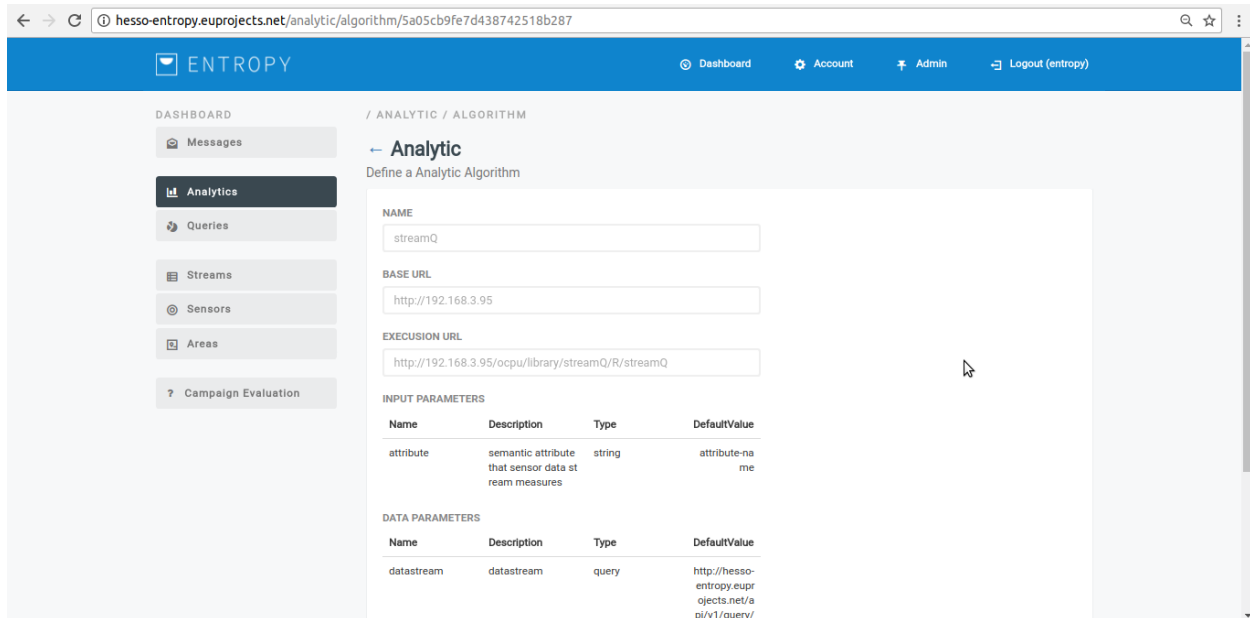 hesso-entropy.euprojects.net/analytic/algorithm/5a05cb9fe7d438742518b287
ENTROPY
Dashboard
Account
Admin
Logout (entropy)
DASHBOARD
Messages
Analytics
Queries
Streams
Sensors
Areas
? Campaign Evaluation
/ ANALYTIC / ALGORITHM
← Analytic
Define a Analytic Algorithm
NAME
streamQ
BASE URL
http://192.168.3.95
EXECUSION URL
http://192.168.3.95/ocpu/library/streamQ/R/streamQ
INPUT PARAMETERS
Name Description Type DefaultValue
attribute semantic attribute string attribute-na
that sensor data st me
ream measures
DATA PARAMETERS
Name Description Type DefaultValue
datastream datastream query http://hesso-
entropy.eupr
ojects.net/a
pi/v1/query/